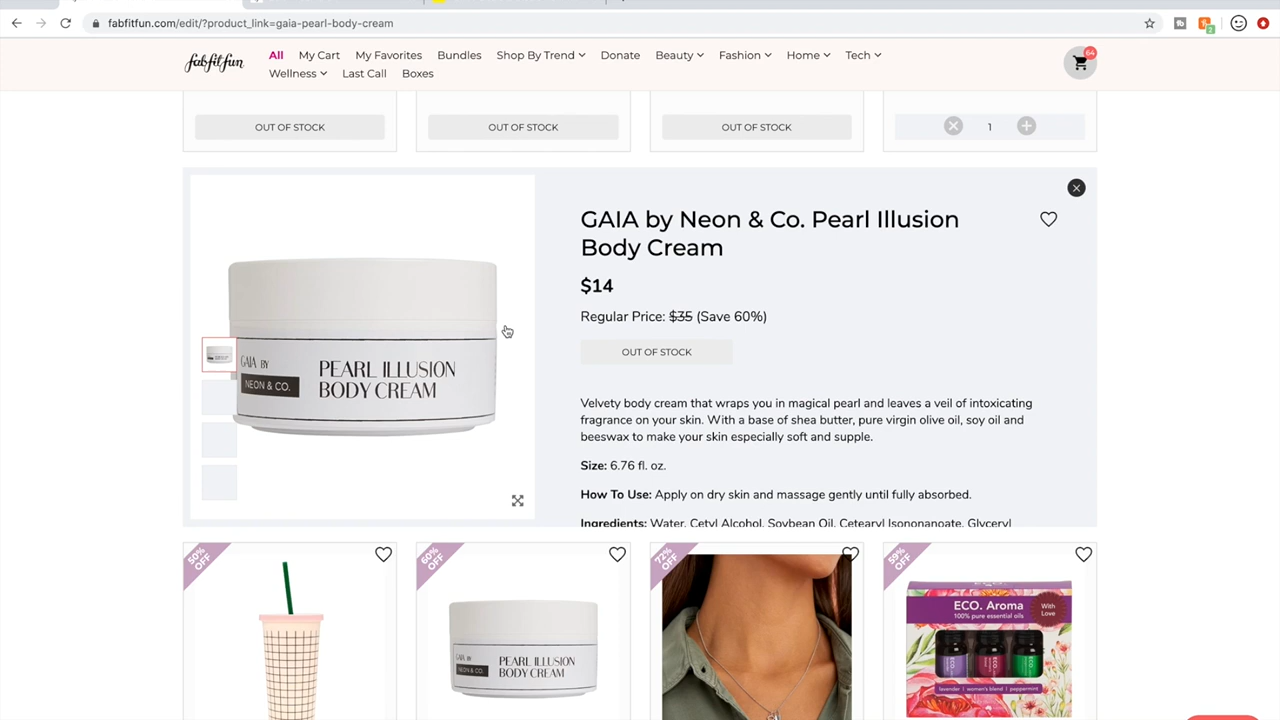 fabfitfun.com/edit/?product_link=gaia-pearl-body-cream
2
fabfitfun
All My Cart My Favorites Bundles Shop By Trend Donate Beauty Fashion Home Tech
Wellness Last Call Boxes
64
OUT OF STOCK
OUT OF STOCK
OUT OF STOCK
1
GAIA BY
NEON & CO.
PEARL ILLUSION
BODY CREAM
GAIA by Neon & Co. Pearl Illusion
Body Cream
$14
Regular Price: $35 (Save 60%)
OUT OF STOCK
Velvety body cream that wraps you in magical pearl and leaves a veil of intoxicating
fragrance on your skin. With a base of shea butter, pure virgin olive oil, soy oil and
beeswax to make your skin especially soft and supple.
Size: 6.76 fl. oz.
How To Use: Apply on dry skin and massage gently until fully absorbed.
Ingredients: Water, Cetyl Alcohol, Soybean Oil, Cetearyl Isononanoate, Glyceryl
50%
OFF
60%
OFF
GAIA BY
NEON & CO.
PEARL ILLUSION
BODY CREAM
72%
OFF
59%
OFF
ECO. Aroma
100% pure essential oils
With
Love
lavender | women's blend | peppermint